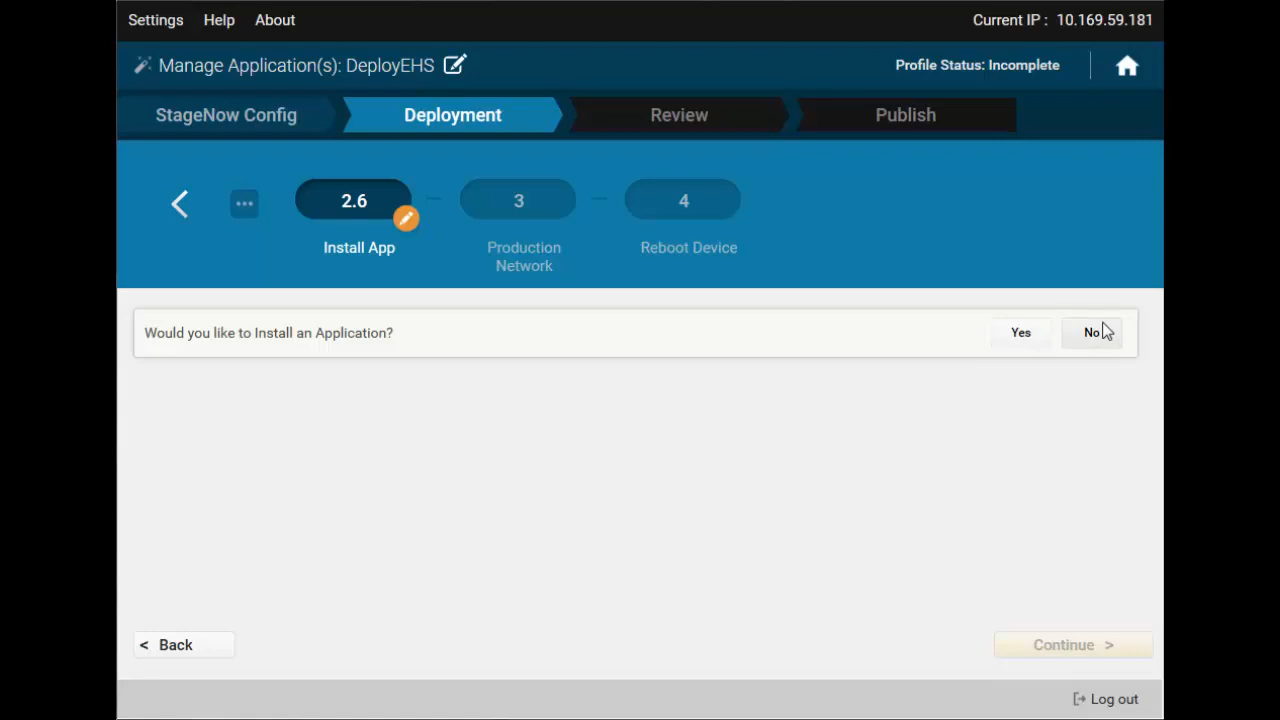 Settings Help About Current IP : 10.169.59.181
Manage Application(s): DeployEHS Profile Status: Incomplete
StageNow Config Deployment Review Publish
2.6 3 4
Install App Production Network Reboot Device
Would you like to Install an Application? Yes No
< Back Continue >
Log out